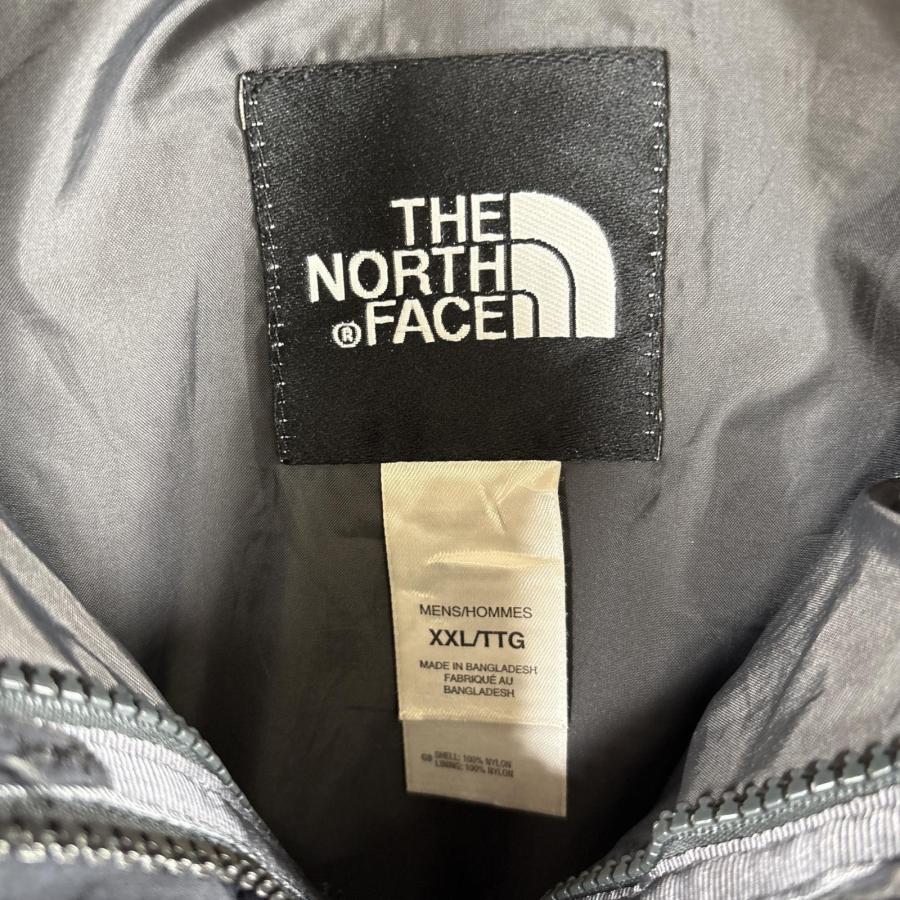 THE
NORTH
® FACE
MENS/HOMMES
XXL/TTG
MADE IN BANGLADESH
FABRIQUÉ AU
BANGLADESH
GB SHELL: 100% NYLON
LINING: 100% NYLON